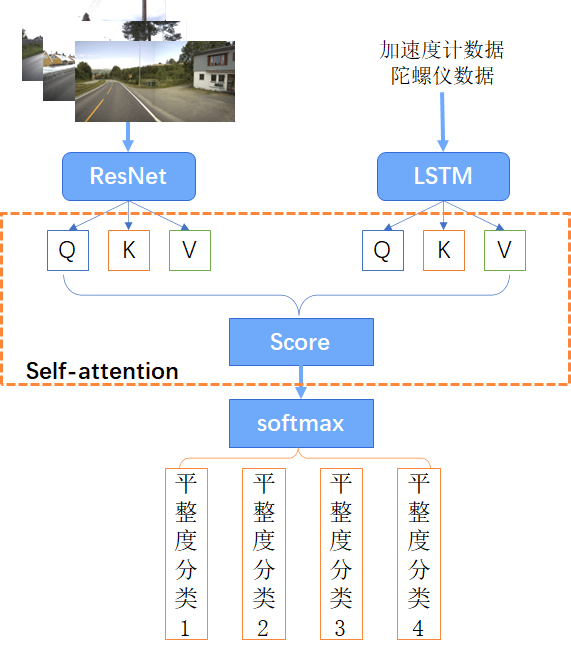 加速度计数据
陀螺仪数据
ResNet
LSTM
Q
K
V
Q
K
V
Score
Self-attention
softmax
平整度分类1
平整度分类2
平整度分类3
平整度分类4